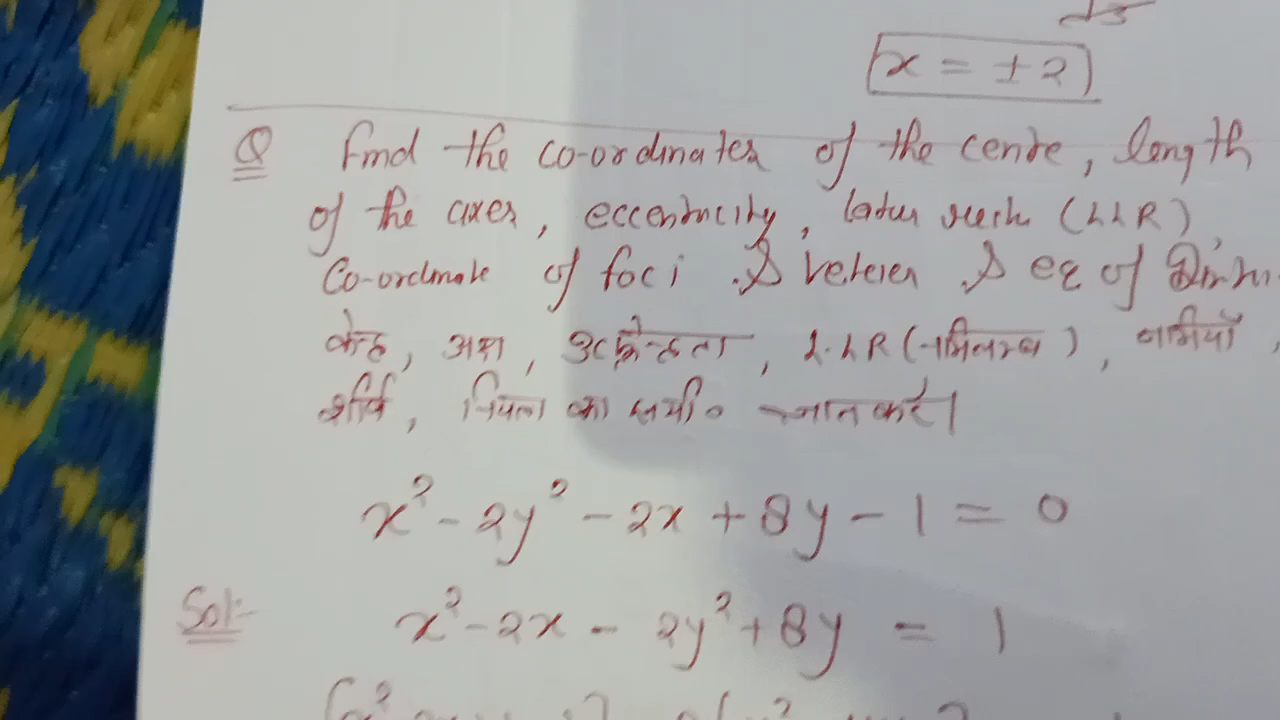 x = ± 2
Q Find the co-ordinates of the centre, length
of the axes, eccentricity, latus rectu (LLR),
Co-ordinate of foci & & eq of
केन्द्र, अक्ष, उत्केन्द्रता, L.LR (नाभिलम्ब), नाभियाँ,
शीर्ष, नियता का समी० ज्ञात करें।
x² - 2y² - 2x + 8y - 1 = 0
Sol:- x² - 2x - 2y² + 8y = 1